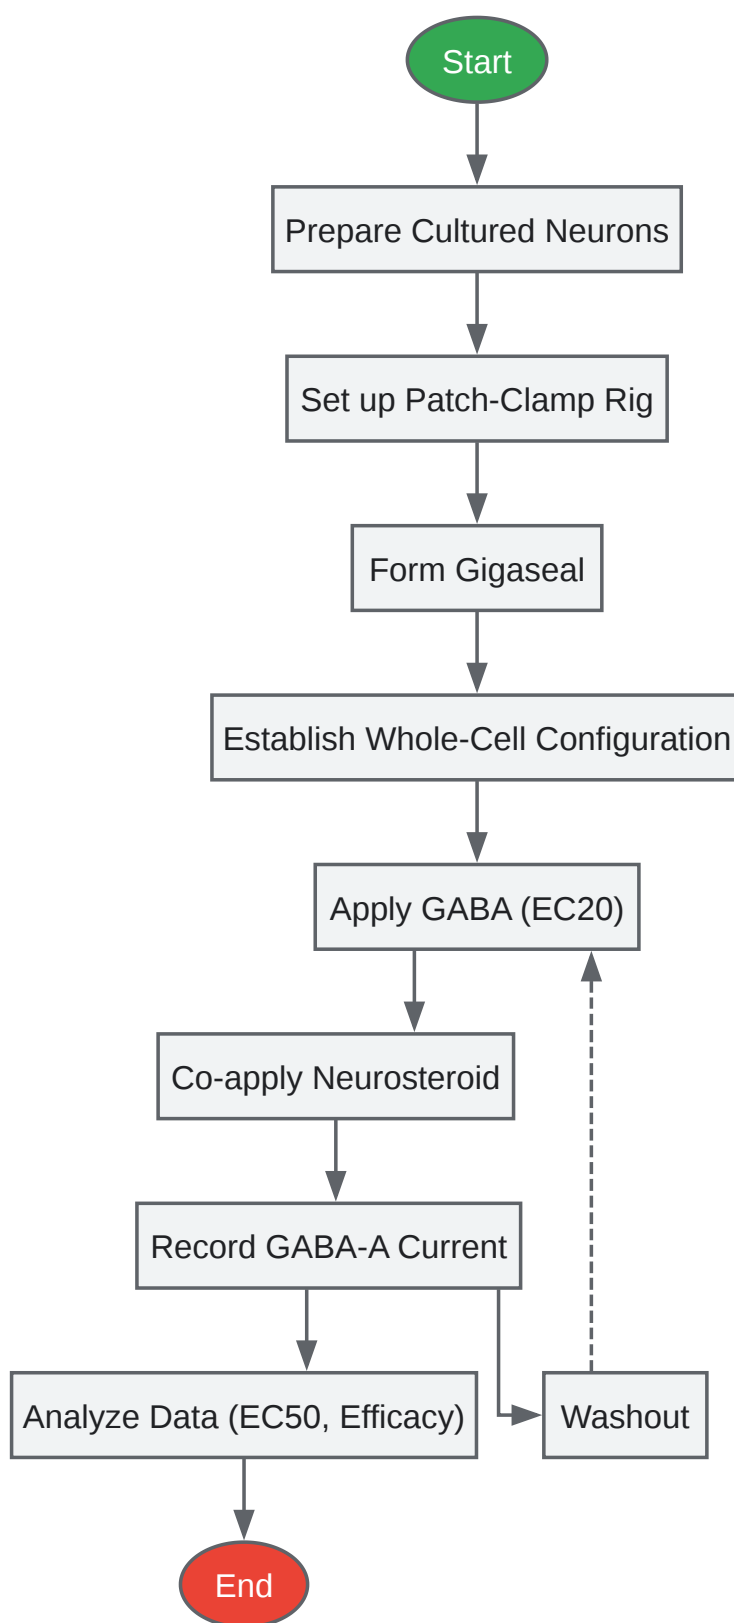 Start
Prepare Cultured Neurons
Set up Patch-Clamp Rig
Form Gigaseal
Establish Whole-Cell Configuration
Apply GABA (EC20)
Co-apply Neurosteroid
Record GABA-A Current
Analyze Data (EC50, Efficacy)
Washout
End